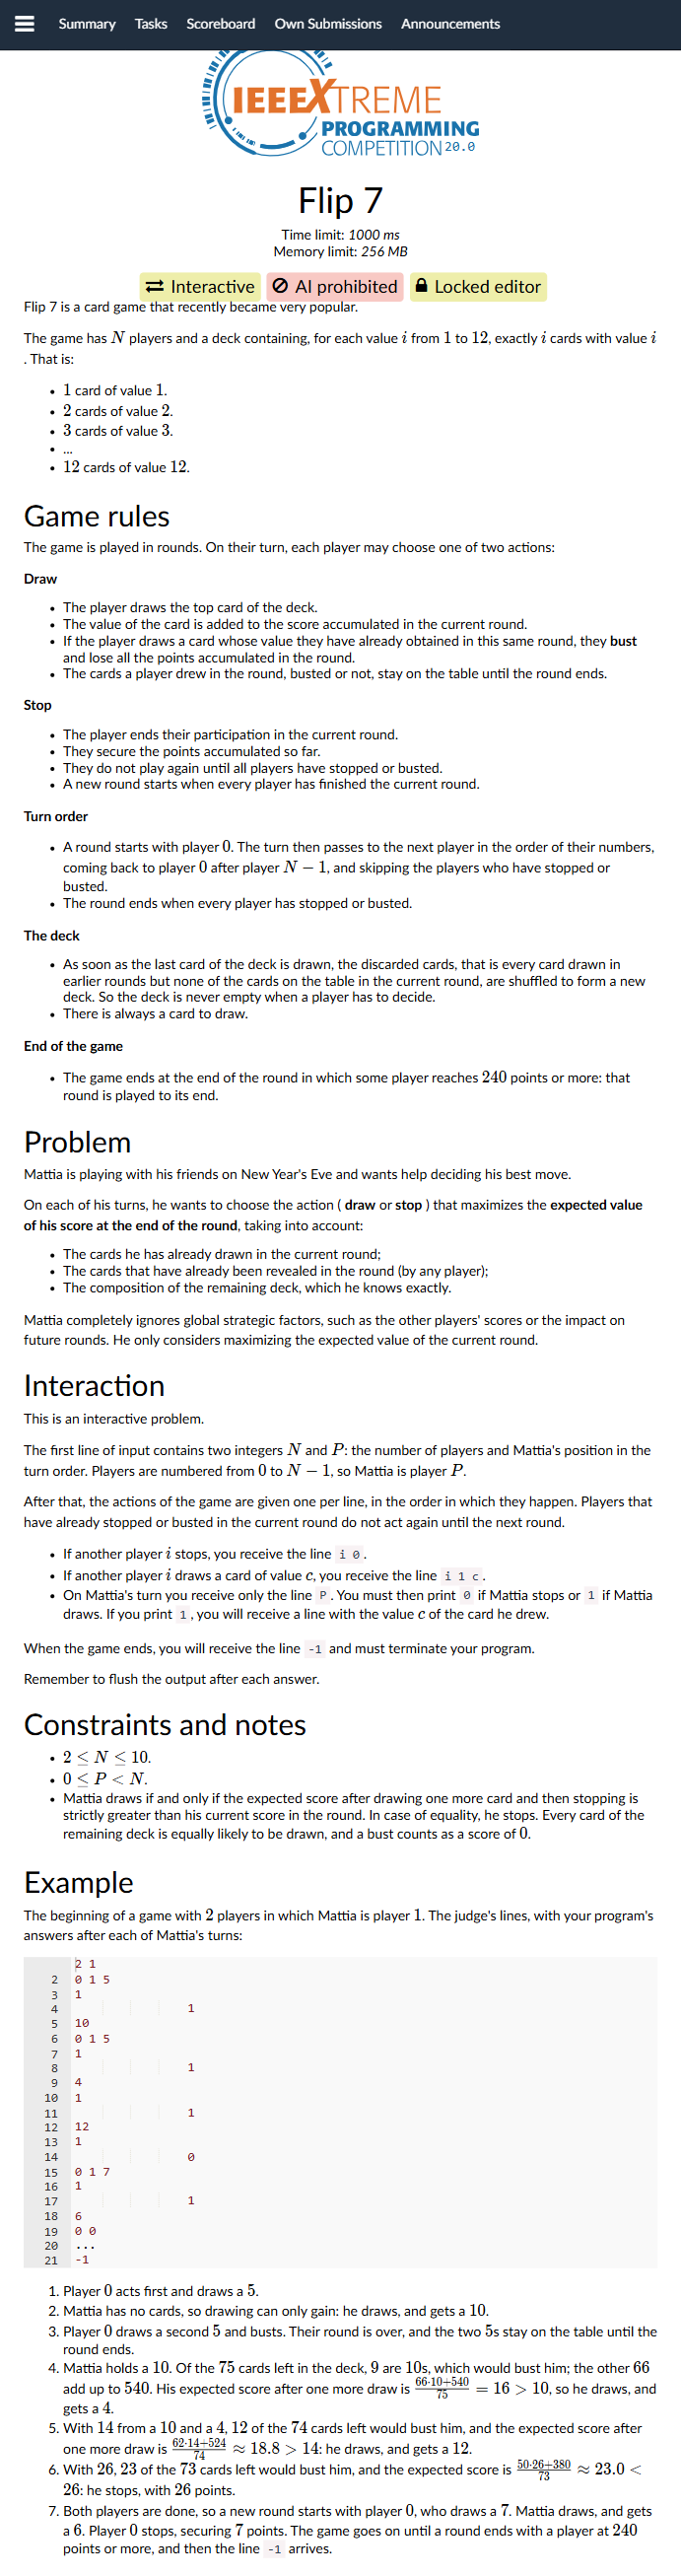 Summary Tasks Scoreboard Own Submissions Announcements
IEEEXTREME
PROGRAMMING
COMPETITION 20.0
Flip 7
Time limit: 1000 ms
Memory limit: 256 MB
Interactive AI prohibited Locked editor
Flip 7 is a card game that recently became very popular.
The game has N players and a deck containing, for each value i from 1 to 12, exactly i cards with value i
. That is:
• 1 card of value 1.
• 2 cards of value 2.
• 3 cards of value 3.
• ...
• 12 cards of value 12.
Game rules
The game is played in rounds. On their turn, each player may choose one of two actions:
Draw
• The player draws the top card of the deck.
• The value of the card is added to the score accumulated in the current round.
• If the player draws a card whose value they have already obtained in this same round, they bust
and lose all the points accumulated in the round.
• The cards a player drew in the round, busted or not, stay on the table until the round ends.
Stop
• The player ends their participation in the current round.
• They secure the points accumulated so far.
• They do not play again until all players have stopped or busted.
• A new round starts when every player has finished the current round.
Turn order
• A round starts with player 0. The turn then passes to the next player in the order of their numbers,
coming back to player 0 after player N − 1, and skipping the players who have stopped or
busted.
• The round ends when every player has stopped or busted.
The deck
• As soon as the last card of the deck is drawn, the discarded cards, that is every card drawn in
earlier rounds but none of the cards on the table in the current round, are shuffled to form a new
deck. So the deck is never empty when a player has to decide.
• There is always a card to draw.
End of the game
• The game ends at the end of the round in which some player reaches 240 points or more: that
round is played to its end.
Problem
Mattia is playing with his friends on New Year's Eve and wants help deciding his best move.
On each of his turns, he wants to choose the action ( draw or stop ) that maximizes the expected value
of his score at the end of the round, taking into account:
• The cards he has already drawn in the current round;
• The cards that have already been revealed in the round (by any player);
• The composition of the remaining deck, which he knows exactly.
Mattia completely ignores global strategic factors, such as the other players' scores or the impact on
future rounds. He only considers maximizing the expected value of the current round.
Interaction
This is an interactive problem.
The first line of input contains two integers N and P: the number of players and Mattia's position in the
turn order. Players are numbered from 0 to N − 1, so Mattia is player P.
After that, the actions of the game are given one per line, in the order in which they happen. Players that
have already stopped or busted in the current round do not act again until the next round.
• If another player i stops, you receive the line i 0 .
• If another player i draws a card of value c, you receive the line i 1 c .
• On Mattia's turn you receive only the line P . You must then print 0 if Mattia stops or 1 if Mattia
draws. If you print 1 , you will receive a line with the value c of the card he drew.
When the game ends, you will receive the line -1 and must terminate your program.
Remember to flush the output after each answer.
Constraints and notes
• 2 ≤ N ≤ 10.
• 0 ≤ P < N.
• Mattia draws if and only if the expected score after drawing one more card and then stopping is
strictly greater than his current score in the round. In case of equality, he stops. Every card of the
remaining deck is equally likely to be drawn, and a bust counts as a score of 0.
Example
The beginning of a game with 2 players in which Mattia is player 1. The judge's lines, with your program's
answers after each of Mattia's turns:
2 1
2 0 1 5
3 1
4 1
5 10
6 0 1 5
7 1
8 1
9 4
10 1
11 1
12 12
13 1
14 0
15 0 1 7
16 1
17 1
18 6
19 0 0
20 ...
21 -1
1. Player 0 acts first and draws a 5.
2. Mattia has no cards, so drawing can only gain: he draws, and gets a 10.
3. Player 0 draws a second 5 and busts. Their round is over, and the two 5s stay on the table until the
round ends.
4. Mattia holds a 10. Of the 75 cards left in the deck, 9 are 10s, which would bust him; the other 66
add up to 540. His expected score after one more draw is (66·10+540)/75 = 16 > 10, so he draws, and
gets a 4.
5. With 14 from a 10 and a 4, 12 of the 74 cards left would bust him, and the expected score after
one more draw is (62·14+524)/74 ≈ 18.8 > 14: he draws, and gets a 12.
6. With 26, 23 of the 73 cards left would bust him, and the expected score is (50·26+380)/73 ≈ 23.0 <
26: he stops, with 26 points.
7. Both players are done, so a new round starts with player 0, who draws a 7. Mattia draws, and gets
a 6. Player 0 stops, securing 7 points. The game goes on until a round ends with a player at 240
points or more, and then the line -1 arrives.